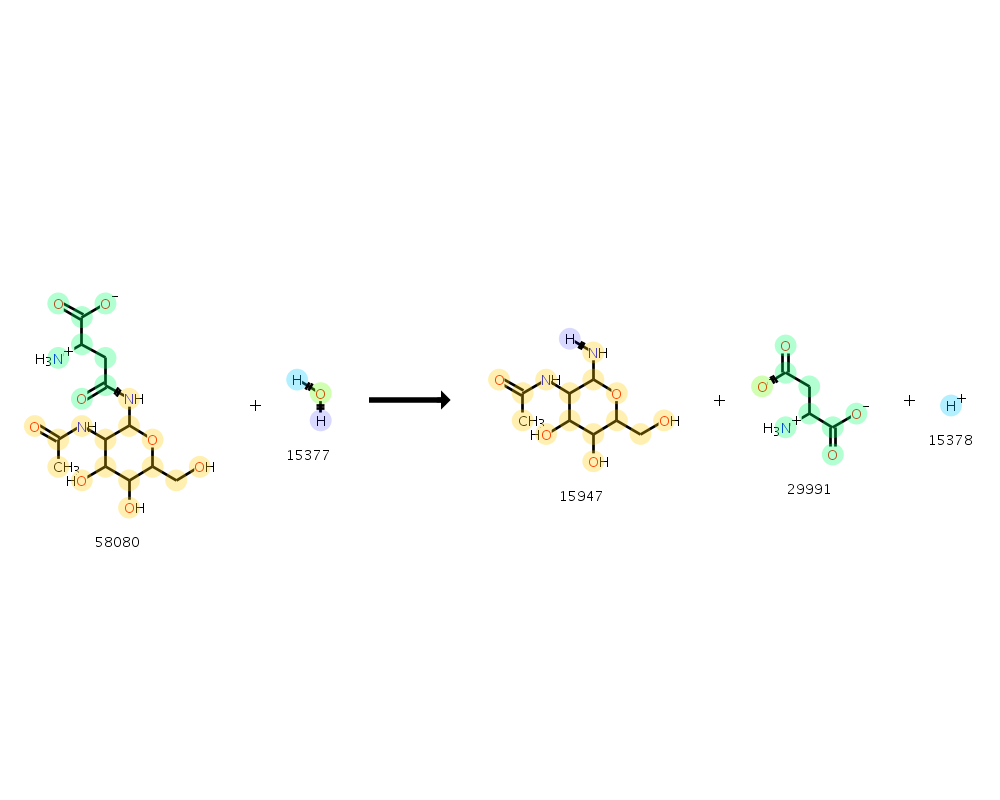 O O⁻
H₃N⁺
O NH
O NH
O
CH₃ HO OH
OH
58080
+
H O
H
15377
H NH
O NH
O
CH₃ HO OH
OH
15947
+
O
O
H₃N⁺ O⁻
O
29991
+
H⁺
15378